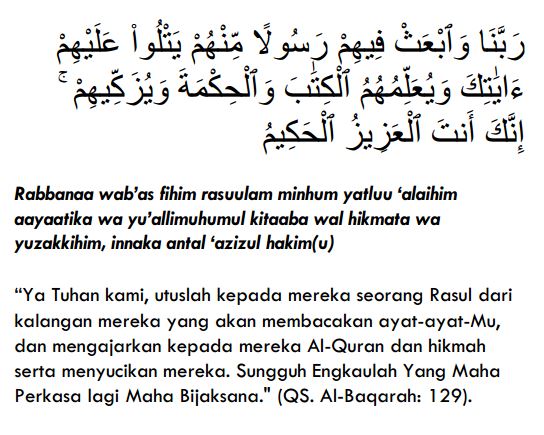 رَبَّنَا وَٱبْعَثْ فِيهِمْ رَسُولًا مِّنْهُمْ يَتْلُوا۟ عَلَيْهِمْ
ءَايَٰتِكَ وَيُعَلِّمُهُمُ ٱلْكِتَٰبَ وَٱلْحِكْمَةَ وَيُزَكِّيهِمْ ۚ
إِنَّكَ أَنتَ ٱلْعَزِيزُ ٱلْحَكِيمُ
Rabbanaa wab’as fihim rasuulam minhum yatluu ‘alaihim
aayaatika wa yu’allimuhumul kitaaba wal hikmata wa
yuzakkihim, innaka antal ‘azizul hakim(u)
“Ya Tuhan kami, utuslah kepada mereka seorang Rasul dari
kalangan mereka yang akan membacakan ayat-ayat-Mu,
dan mengajarkan kepada mereka Al-Quran dan hikmah
serta menyucikan mereka. Sungguh Engkaulah Yang Maha
Perkasa lagi Maha Bijaksana." (QS. Al-Baqarah: 129).